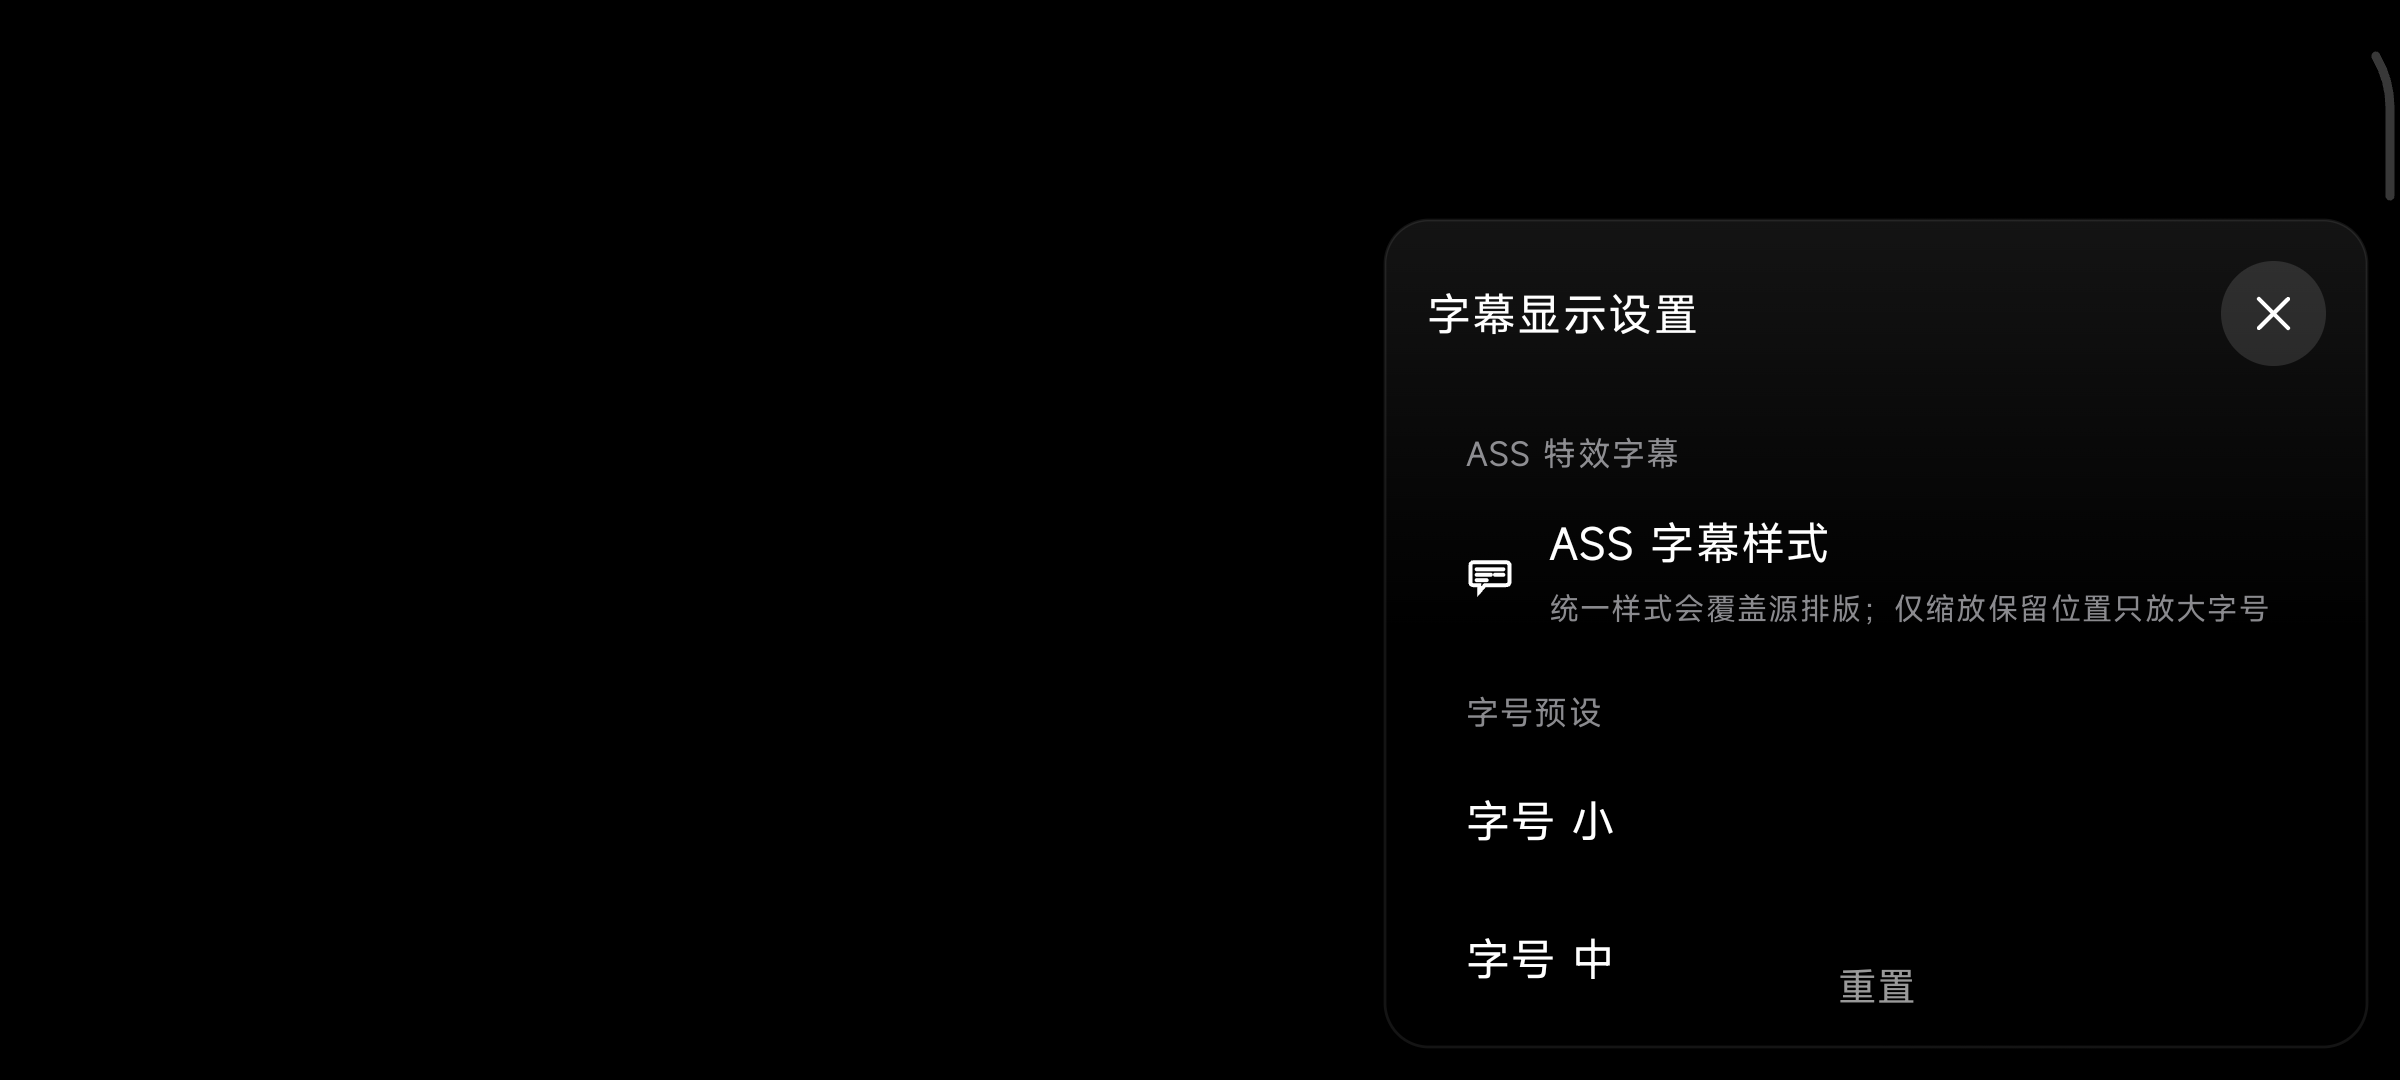 字幕显示设置
ASS 特效字幕
ASS 字幕样式
统一样式会覆盖源排版；仅缩放保留位置只放大字号
字号预设
字号 小
字号 中
重置